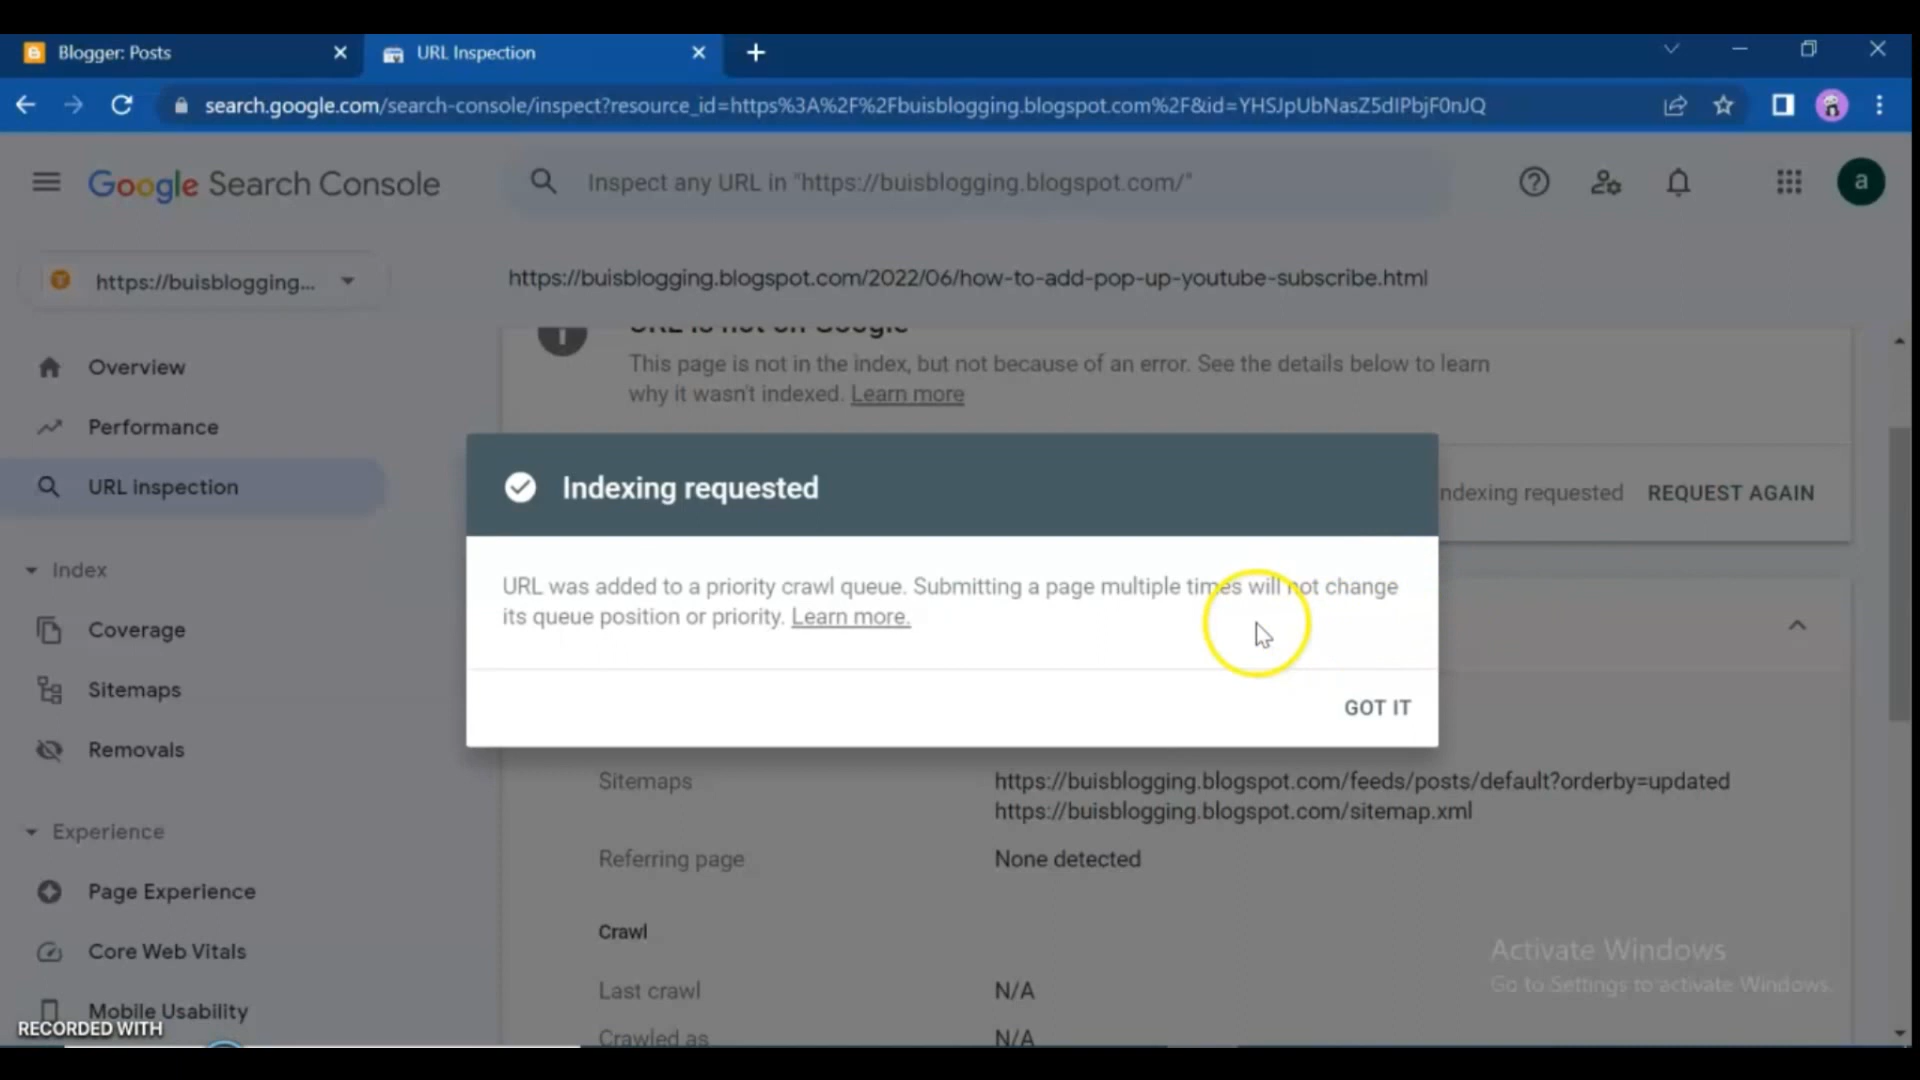 Blogger: Posts
URL Inspection
search.google.com/search-console/inspect?resource_id=https%3A%2F%2Fbuisblogging.blogspot.com%2F&id=YHSJpUbNasZ5dIPbjF0nJQ
Google Search Console
Inspect any URL in "https://buisblogging.blogspot.com/"
a
https://buisblogging...
https://buisblogging.blogspot.com/2022/06/how-to-add-pop-up-youtube-subscribe.html
Overview
URL is not on Google
This page is not in the index, but not because of an error. See the details below to learn
why it wasn't indexed. Learn more
Performance
URL inspection
Indexing requested
ndexing requested
REQUEST AGAIN
Index
URL was added to a priority crawl queue. Submitting a page multiple times will not change
its queue position or priority. Learn more.
Coverage
Sitemaps
GOT IT
Removals
Sitemaps
https://buisblogging.blogspot.com/feeds/posts/default?orderby=updated
https://buisblogging.blogspot.com/sitemap.xml
Experience
Referring page
None detected
Page Experience
Crawl
Core Web Vitals
Activate Windows
Go to Settings to activate Windows.
Last crawl
N/A
Mobile Usability
RECORDED WITH
Crawled as
N/A